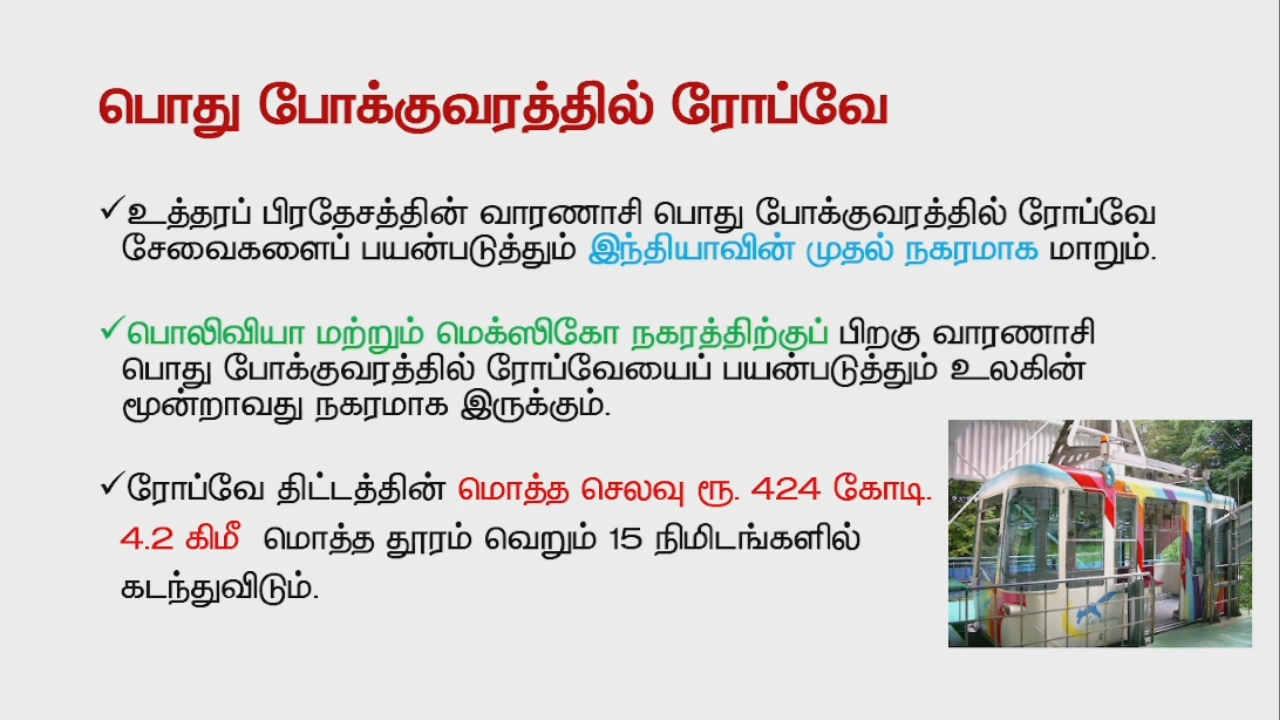 பொது போக்குவரத்தில் ரோப்வே
✓உத்தரப் பிரதேசத்தின் வாரணாசி பொது போக்குவரத்தில் ரோப்வே
சேவைகளைப் பயன்படுத்தும் இந்தியாவின் முதல் நகரமாக மாறும்.
✓பொலிவியா மற்றும் மெக்ஸிகோ நகரத்திற்குப் பிறகு வாரணாசி
பொது போக்குவரத்தில் ரோப்வேயைப் பயன்படுத்தும் உலகின்
மூன்றாவது நகரமாக இருக்கும்.
✓ரோப்வே திட்டத்தின் மொத்த செலவு ரூ. 424 கோடி.
4.2 கிமீ மொத்த தூரம் வெறும் 15 நிமிடங்களில்
கடந்துவிடும்.